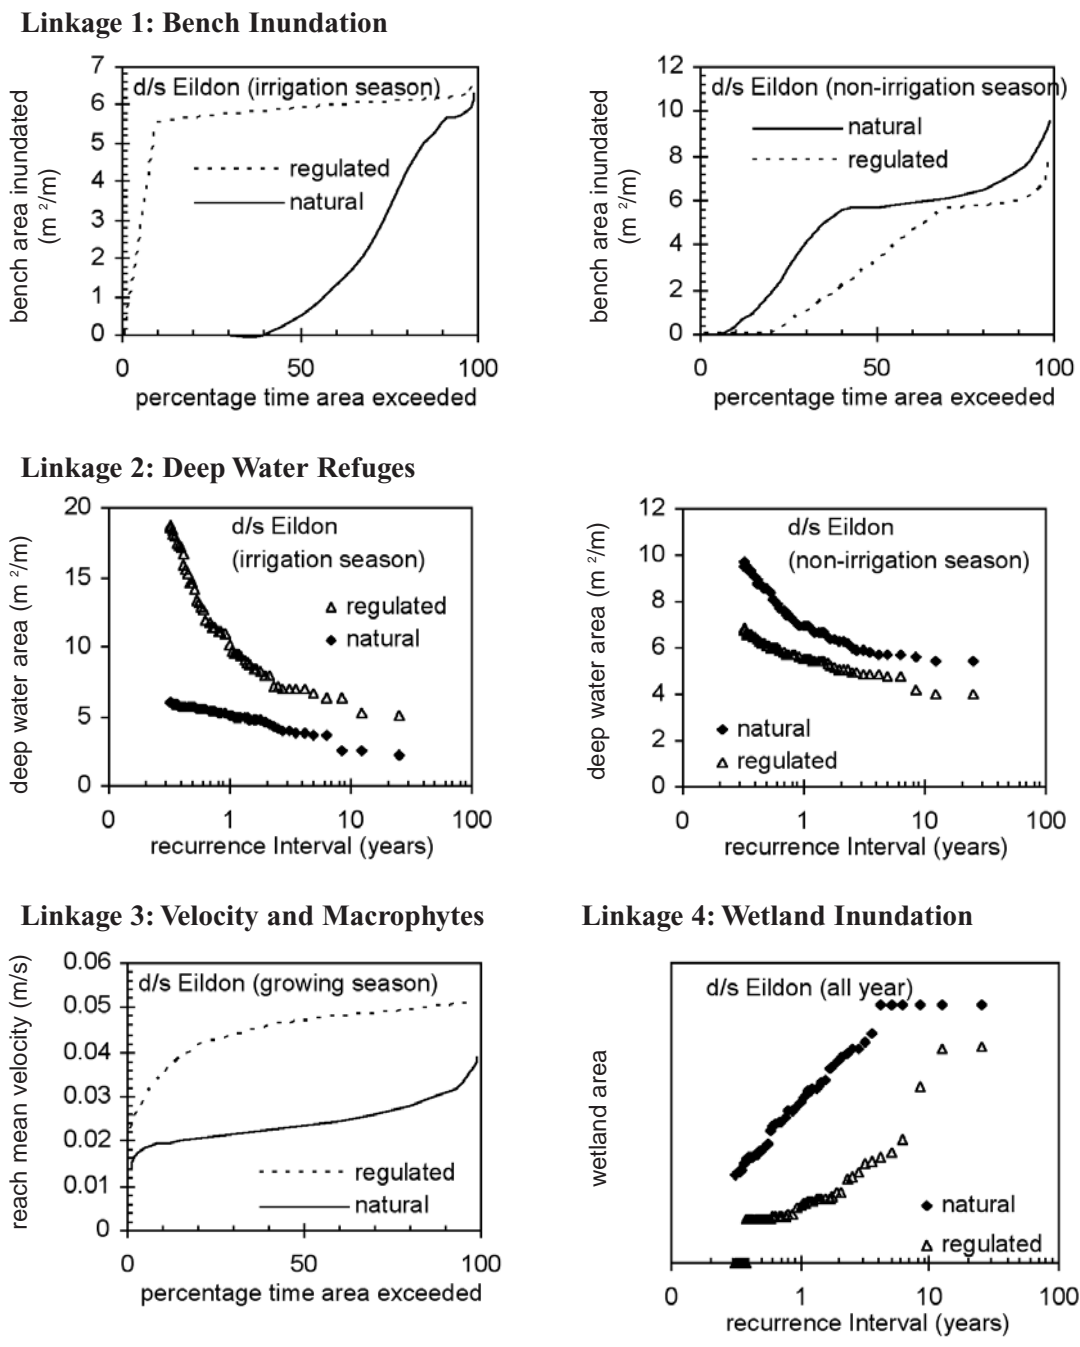 Linkage 1: Bench Inundation
7
6
5
4
3
2
1
0
d/s Eildon (irrigation season)
regulated
natural
bench area inundated
(m ²/m)
0
50
100
percentage time area exceeded
12
10
8
6
4
2
0
d/s Eildon (non-irrigation season)
natural
regulated
bench area inundated
(m ²/m)
0
50
100
percentage time area exceeded
Linkage 2: Deep Water Refuges
20
15
10
5
0
d/s Eildon
(irrigation season)
regulated
natural
deep water area (m ²/m)
0
1
10
100
recurrence Interval (years)
12
10
8
6
4
2
0
d/s Eildon
(non-irrigation season)
natural
regulated
deep water area (m ²/m)
0
1
10
100
recurrence Interval (years)
Linkage 3: Velocity and Macrophytes
0.06
0.05
0.04
0.03
0.02
0.01
0
d/s Eildon (growing season)
regulated
natural
reach mean velocity (m/s)
0
50
100
percentage time area exceeded
Linkage 4: Wetland Inundation
d/s Eildon (all year)
natural
regulated
wetland area
0
1
10
100
recurrence Interval (years)